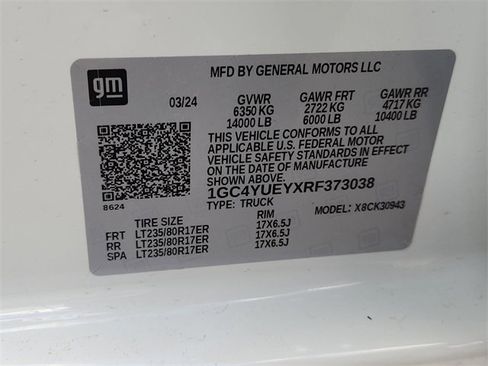 gm
MFD BY GENERAL MOTORS LLC
03/24 GVWR GAWR FRT GAWR RR
6350 KG 2722 KG 4717 KG
14000 LB 6000 LB 10400 LB
THIS VEHICLE CONFORMS TO ALL
APPLICABLE U.S. FEDERAL MOTOR
VEHICLE SAFETY STANDARDS IN EFFECT
ON THE DATE OF MANUFACTURE
SHOWN ABOVE.
1GC4YUEYXRF373038
8624 TYPE: TRUCK MODEL: X8CK30943
TIRE SIZE RIM
FRT LT235/80R17ER 17X6.5J
RR LT235/80R17ER 17X6.5J
SPA LT235/80R17ER 17X6.5J